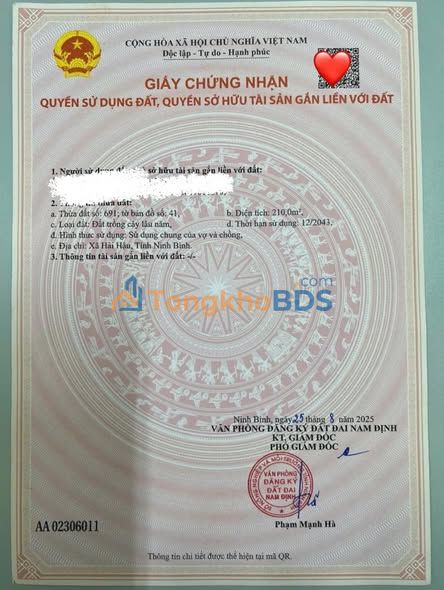 CỘNG HÒA XÃ HỘI CHỦ NGHĨA VIỆT NAM
Độc lập - Tự do - Hạnh phúc
GIẤY CHỨNG NHẬN
QUYỀN SỬ DỤNG ĐẤT, QUYỀN SỞ HỮU TÀI SẢN GẮN LIỀN VỚI ĐẤT
1. Người sử dụng đất sở hữu tài sản gắn liền với đất:
2. thửa đất:
a. Thửa đất số: 691; tờ bản đồ số: 41, b. Diện tích: 210,0m².
c. Loại đất: Đất trồng cây lâu năm, d. Thời hạn sử dụng: 12/2043,
đ. Hình thức sử dụng: Sử dụng chung của vợ và chồng,
e. Địa chỉ: Xã Hải Hậu, Tỉnh Ninh Bình.
3. Thông tin tài sản gắn liền với đất: -/-
TongkhoBDS.com
Ninh Bình, ngày 25 tháng 8 năm 2025
VĂN PHÒNG ĐĂNG KÝ ĐẤT ĐAI NAM ĐỊNH
KT, GIÁM ĐỐC
PHÓ GIÁM ĐỐC
VĂN PHÒNG
ĐĂNG KÝ
ĐẤT ĐAI
NAM ĐỊNH
Phạm Mạnh Hà
AA 02306011
Thông tin chi tiết được thể hiện tại mã QR.